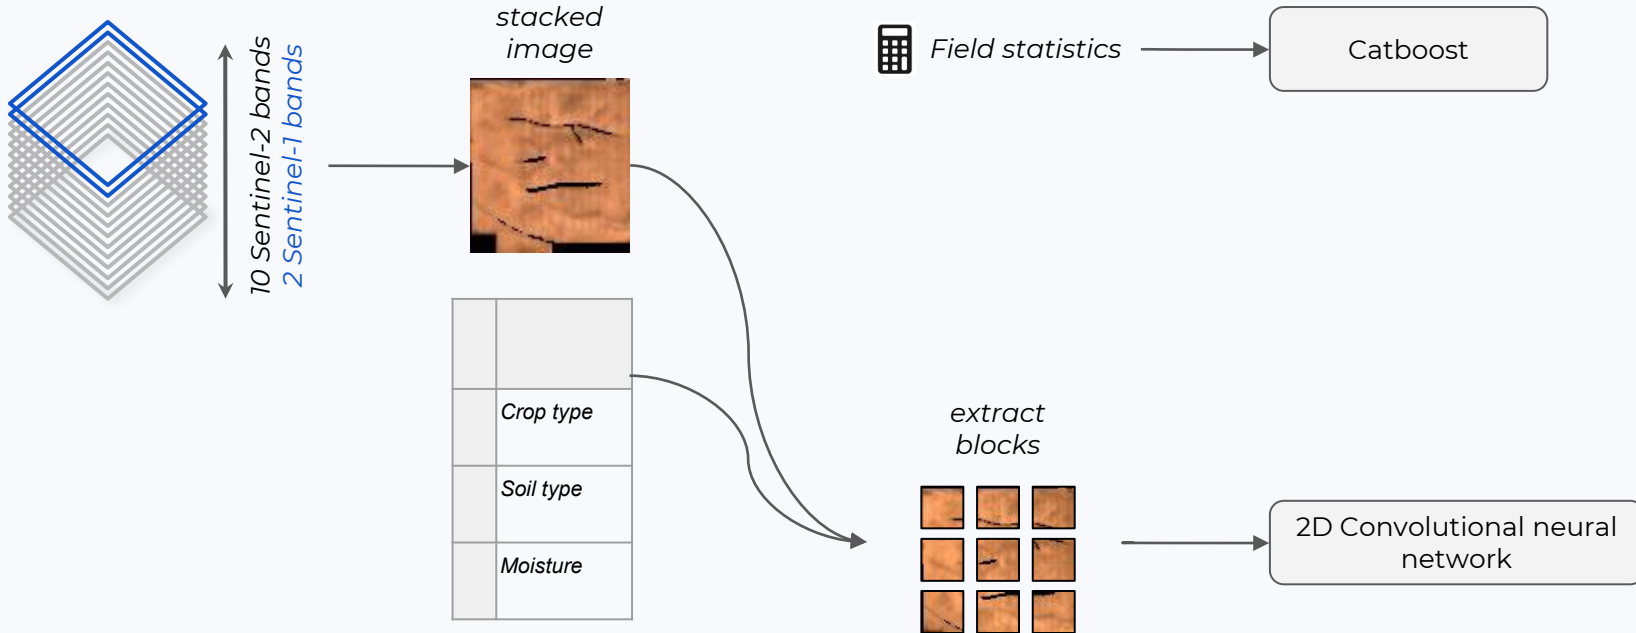 10 Sentinel-2 bands
2 Sentinel-1 bands
stacked
image
Field statistics
Catboost
Crop type
Soil type
Moisture
extract
blocks
2D Convolutional neural
network